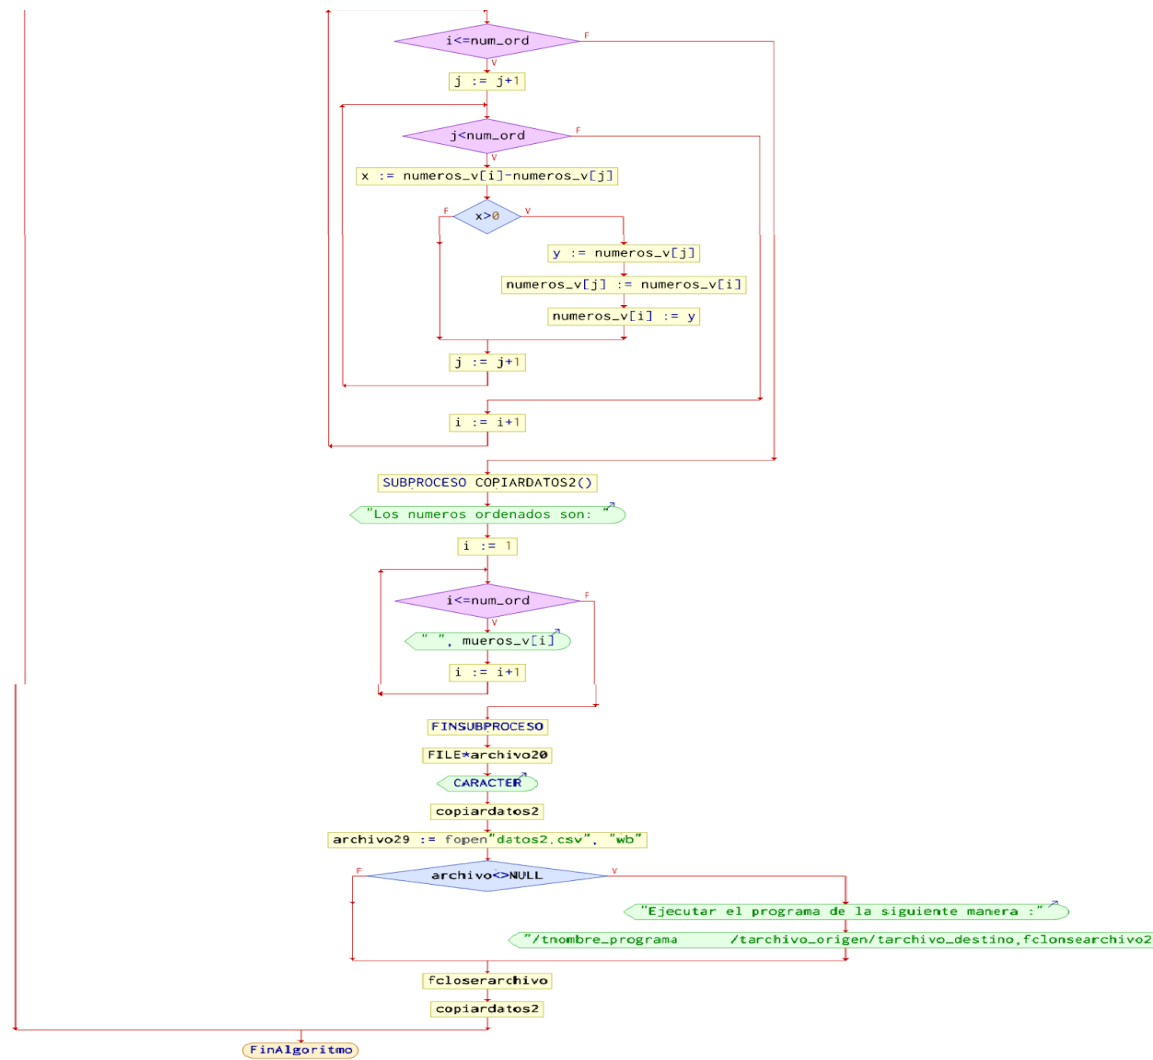 i<=num_ord
F
V
j := j+1
j<num_ord
F
V
x := numeros_v[i]-numeros_v[j]
F
x>0
V
y := numeros_v[j]
numeros_v[j] := numeros_v[i]
numeros_v[i] := y
j := j+1
i := i+1
SUBPROCESO COPIARDATOS2()
"Los numeros ordenados son: "
i := 1
i<=num_ord
F
V
" ", mueros_v[i]
i := i+1
FINSUBPROCESO
FILE*archivo20
CARACTER
copiardatos2
archivo29 := fopen"datos2.csv", "wb"
F
archivo<>NULL
V
"Ejecutar el programa de la siguiente manera :"
"/tnombre_programa /tarchivo_origen/tarchivo_destino,fclonsearchivo2
fcloserarchivo
copiardatos2
FinAlgoritmo